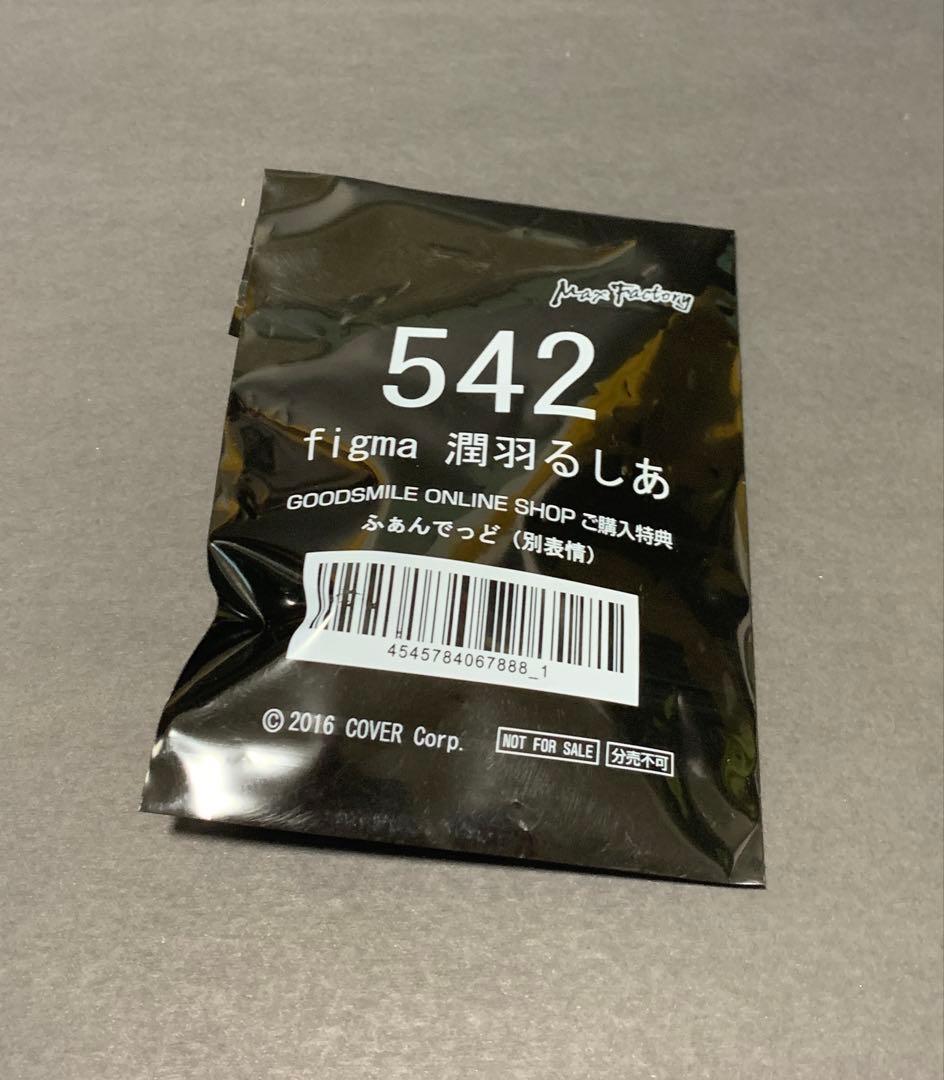 Max Factory
542
figma 潤羽るしあ
GOODSMILE ONLINE SHOP ご購入特典
ふぁんでっど（別表情）
4545784067888_1
© 2016 COVER Corp.
NOT FOR SALE 分売不可